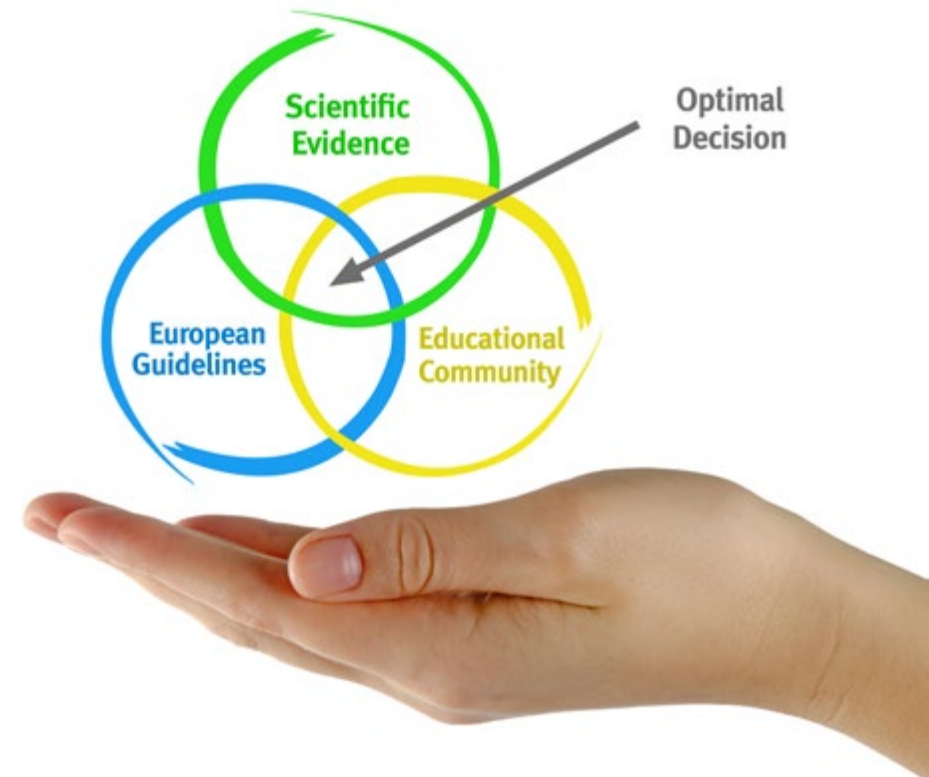 Scientific
Evidence
Optimal
Decision
European
Guidelines
Educational
Community